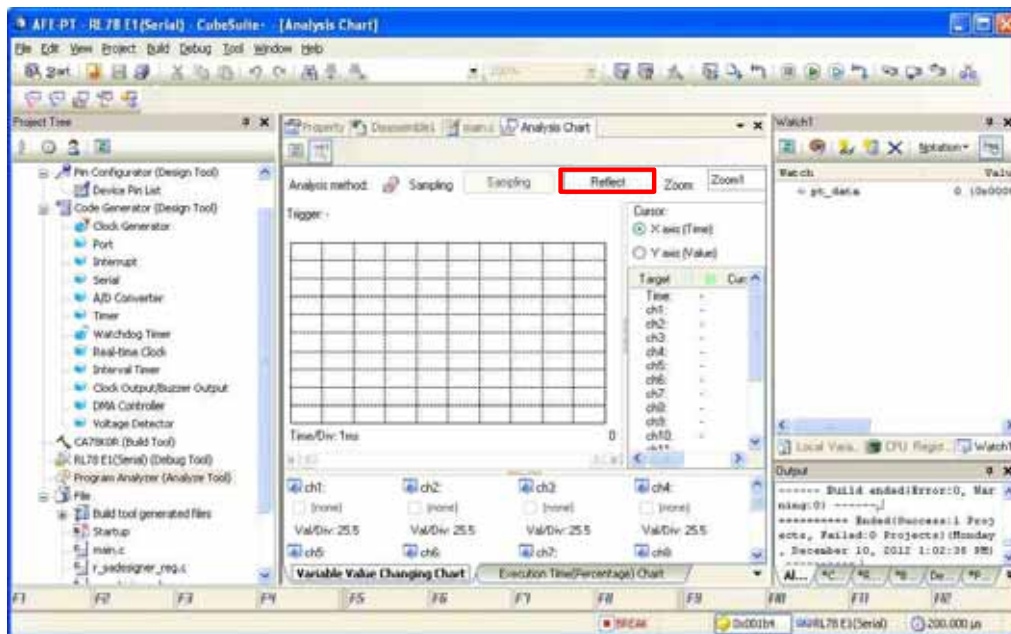 AFE-PT - RL78 E1(Serial) - CubeSuite+ - [Analysis Chart]
File Edit View Project Build Debug Tool Window Help
Start 100%
Project Tree
Property Disassemble1 main.c Analysis Chart
Watch1
Notation
Pin Configurator (Design Tool)
Device Pin List
Code Generator (Design Tool)
Clock Generator
Port
Interrupt
Serial
A/D Converter
Timer
Watchdog Timer
Real-time Clock
Interval Timer
Clock Output/Buzzer Output
DMA Controller
Voltage Detector
CA78K0R (Build Tool)
RL78 E1(Serial) (Debug Tool)
Program Analyzer (Analyze Tool)
File
Build tool generated files
Startup
main.c
r_sadesigner_reg.c
Analysis method: Sampling Sampling Reflect Zoom: Zoom1
Trigger: -
Cursor:
X axis (Time)
Y axis (Value)
Target Cur
Time: -
ch1: -
ch2: -
ch3: -
ch4: -
ch5: -
ch6: -
ch7: -
ch8: -
ch9: -
ch10: -
ch11:
Time/Div: 1ms 0
ch1: ch2: ch3: ch4:
(none) (none) (none) (none)
Val/Div: 25.5 Val/Div: 25.5 Val/Div: 25.5 Val/Div: 25.5
ch5: ch6: ch7: ch8:
Variable Value Changing Chart Execution Time(Percentage) Chart
Watch Valu
pt_data 0 (0x000
Local Varia... CPU Regist... Watch1
Output
------ Build ended(Error:0, War
ning:0) ------
========== Ended(Success:1 Proj
ects, Failed:0 Projects)(Monday
, December 10, 2012 1:02:38 PM)
==========
Al...
F1 F2 F3 F4 F5 F6 F7 F8 F9 F10 F11 F12
BREAK 0x001b4 RL78 E1(Serial) 200.000 µs